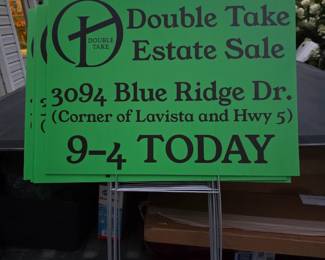 DOUBLE
TAKE
Double Take
Estate Sale
3094 Blue Ridge Dr.
(Corner of Lavista and Hwy 5)
9–4 TODAY